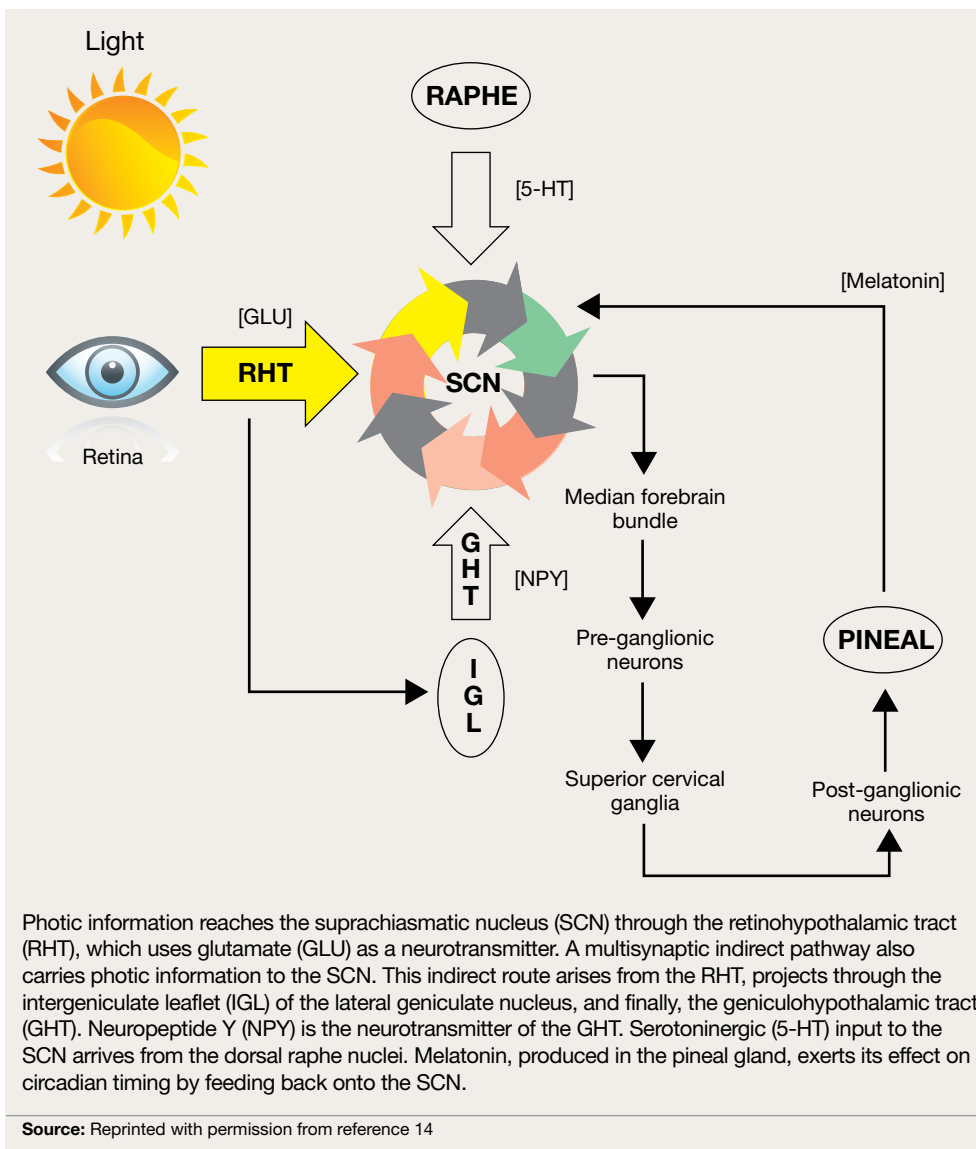 Light
RAPHE
[5-HT]
[Melatonin]
[GLU]
RHT
SCN
Retina
Median forebrain
bundle
G
H
T
[NPY]
Pre-ganglionic
neurons
PINEAL
I
G
L
Superior cervical
ganglia
Post-ganglionic
neurons
Photic information reaches the suprachiasmatic nucleus (SCN) through the retinohypothalamic tract
(RHT), which uses glutamate (GLU) as a neurotransmitter. A multisynaptic indirect pathway also
carries photic information to the SCN. This indirect route arises from the RHT, projects through the
intergeniculate leaflet (IGL) of the lateral geniculate nucleus, and finally, the geniculohypothalamic tract
(GHT). Neuropeptide Y (NPY) is the neurotransmitter of the GHT. Serotoninergic (5-HT) input to the
SCN arrives from the dorsal raphe nuclei. Melatonin, produced in the pineal gland, exerts its effect on
circadian timing by feeding back onto the SCN.
Source: Reprinted with permission from reference 14